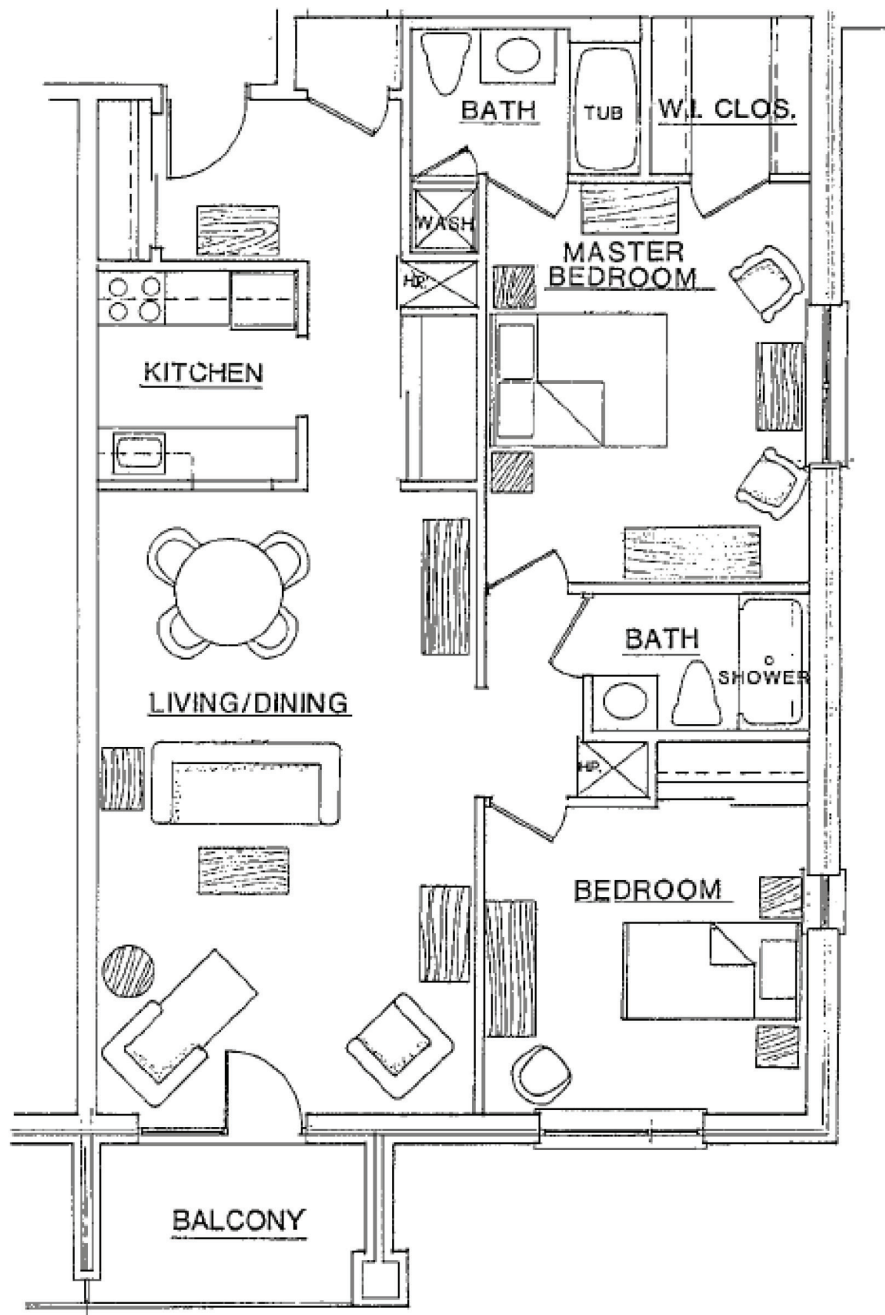 BATH
TUB
W.I. CLOS.
WASH
MASTER
BEDROOM
HP.
KITCHEN
BATH
SHOWER
LIVING/DINING
HP.
BEDROOM
BALCONY